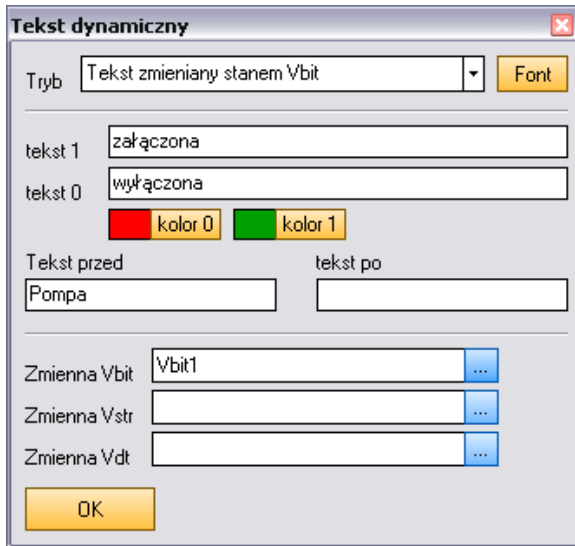 Tekst dynamiczny
Tryb Tekst zmieniany stanem Vbit Font
tekst 1 załączona
tekst 0 wyłączona
kolor 0 kolor 1
Tekst przed tekst po
Pompa
Zmienna Vbit Vbit1 ...
Zmienna Vstr ...
Zmienna Vdt ...
OK